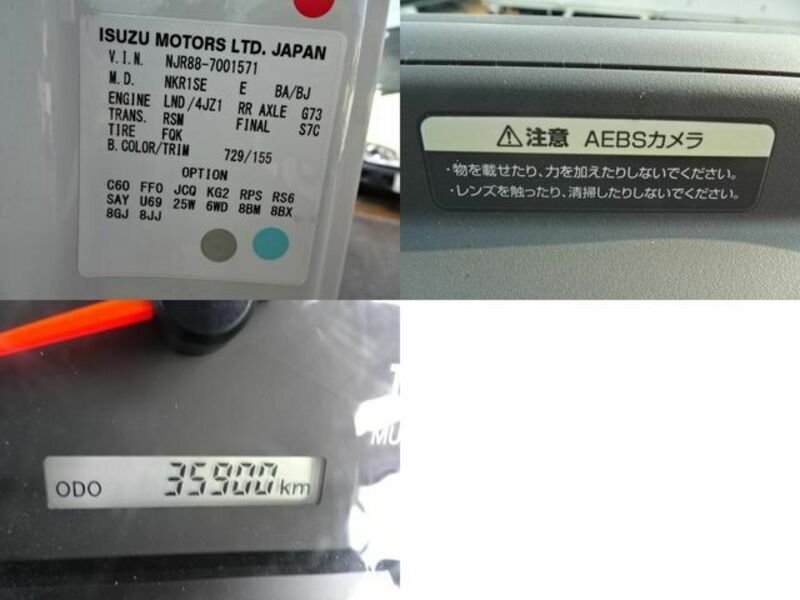 ISUZU MOTORS LTD. JAPAN
V.I.N. NJR88-7001571
M.D. NKR1SE E BA/BJ
ENGINE LND/4JZ1 RR AXLE G73
TRANS. RSM FINAL S7C
TIRE FQK
B.COLOR/TRIM 729/155
OPTION
C60 FF0 JCQ KG2 RPS RS6
SAY U69 25W 6WD 8BM 8BX
8GJ 8JJ
⚠注意 AEBSカメラ
・物を載せたり、力を加えたりしないでください。
・レンズを触ったり、清掃したりしないでください。
ODO 35900 km
MU